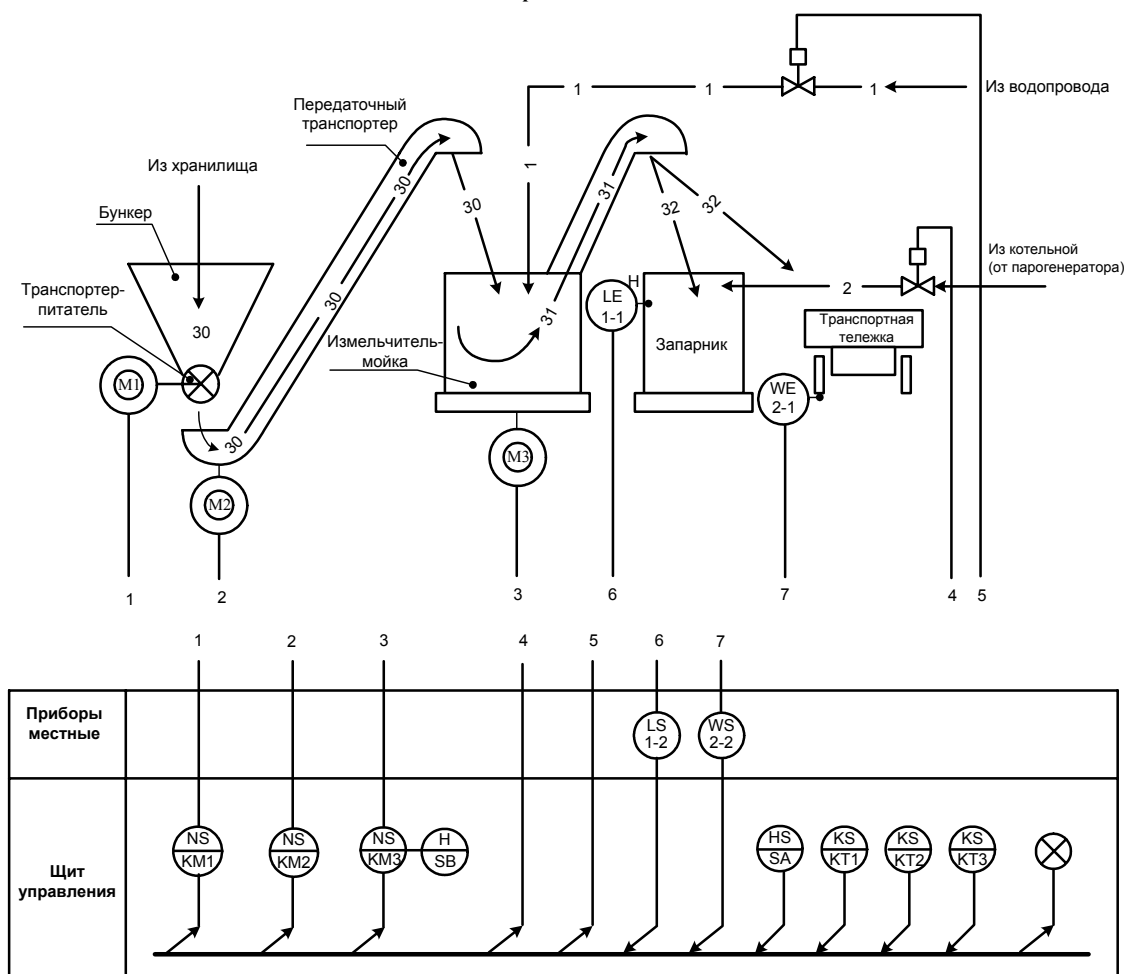 1
1
1
Из водопровода
Передаточный
транспортер
1
Из хранилища
30
31
30
32
32
Бункер
Из котельной
(от парогенератора)
H
Транспортер-
питатель
30
LE
1-1
2
30
31
Транспортная
тележка
Измельчитель-
мойка
Запарник
M1
WE
2-1
30
M3
M2
1
2
3
6
7
4
5
1
2
3
4
5
6
7
Приборы
местные
LS
1-2
WS
2-2
Щит
управления
NS
KM1
NS
KM2
NS
KM3
H
SB
HS
SA
KS
KT1
KS
KT2
KS
KT3